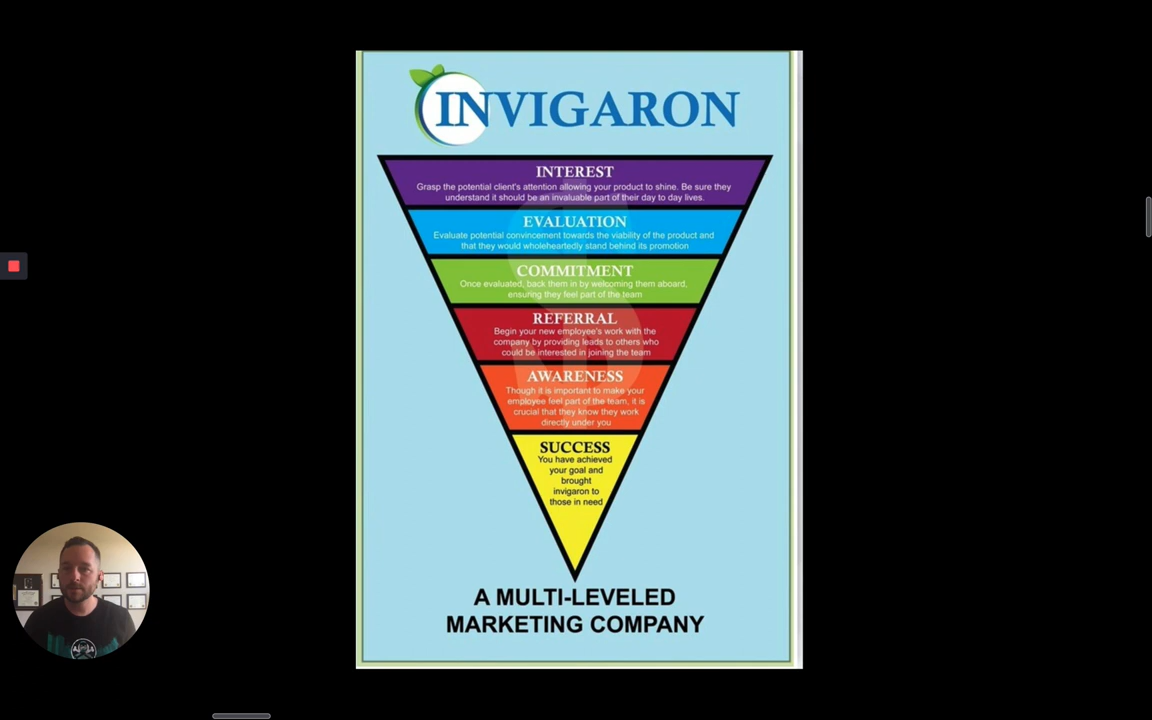 INVIGARON
INTEREST
Grasp the potential client's attention allowing your product to shine. Be sure they
understand it should be an invaluable part of their day to day lives.
EVALUATION
Evaluate potential convincement towards the viability of the product and
that they would wholeheartedly stand behind its promotion
COMMITMENT
Once evaluated, back them in by welcoming them aboard,
ensuring they feel part of the team
REFERRAL
Begin your new employee's work with the
company by providing leads to others who
could be interested in joining the team
AWARENESS
Though it is important to make your
employee feel part of the team, it is
crucial that they know they work
directly under you
SUCCESS
You have achieved
your goal and
brought
invigaron to
those in need
A MULTI-LEVELED
MARKETING COMPANY